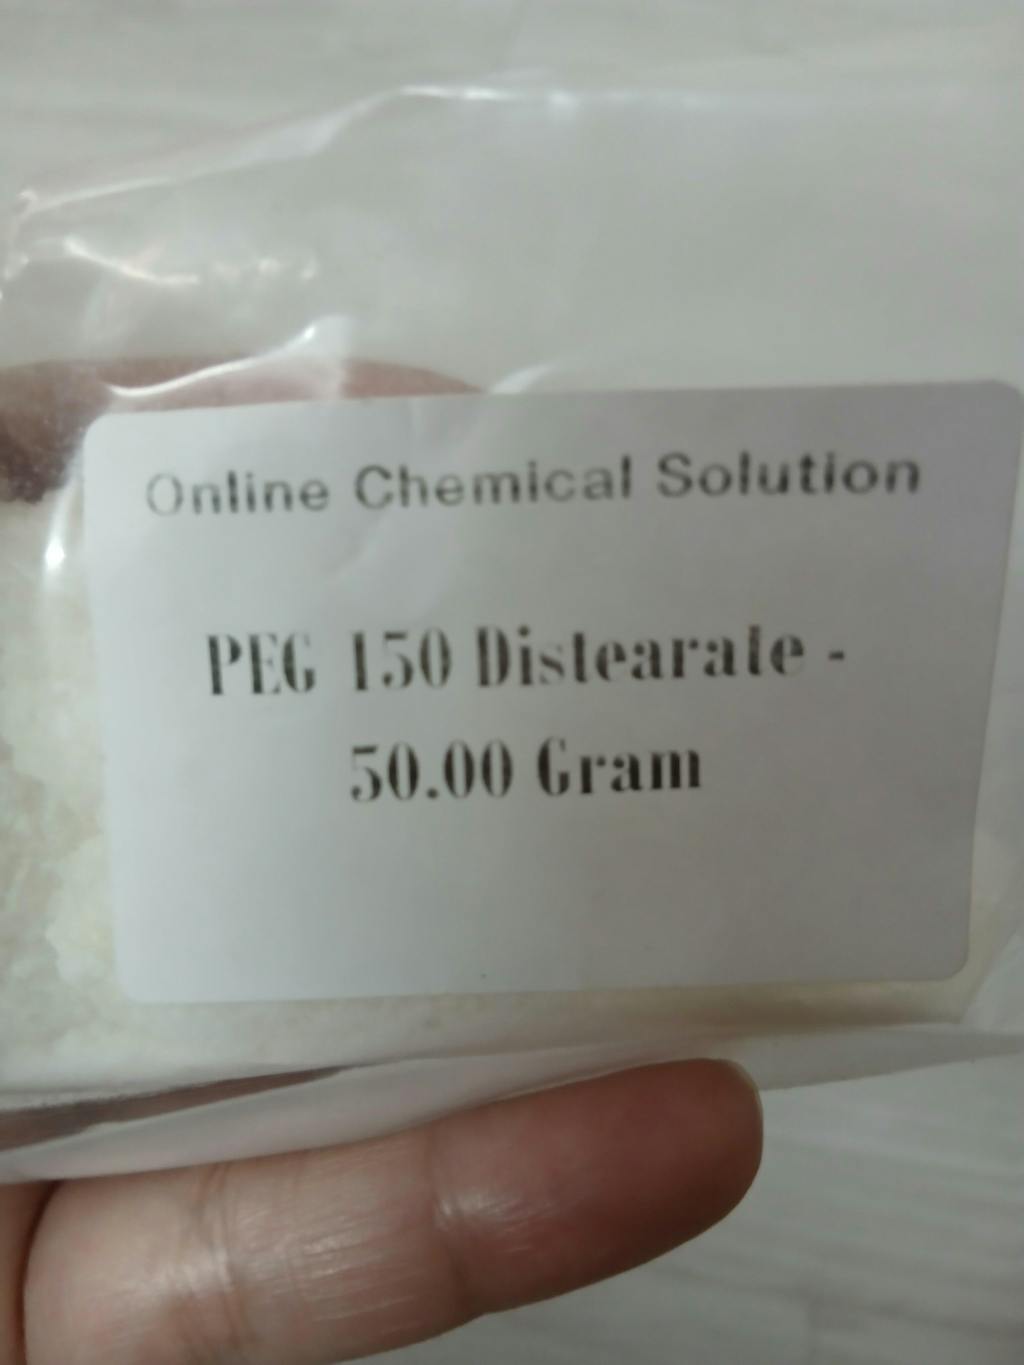 Online Chemical Solution
PEG 150 Distearate -
50.00 Gram